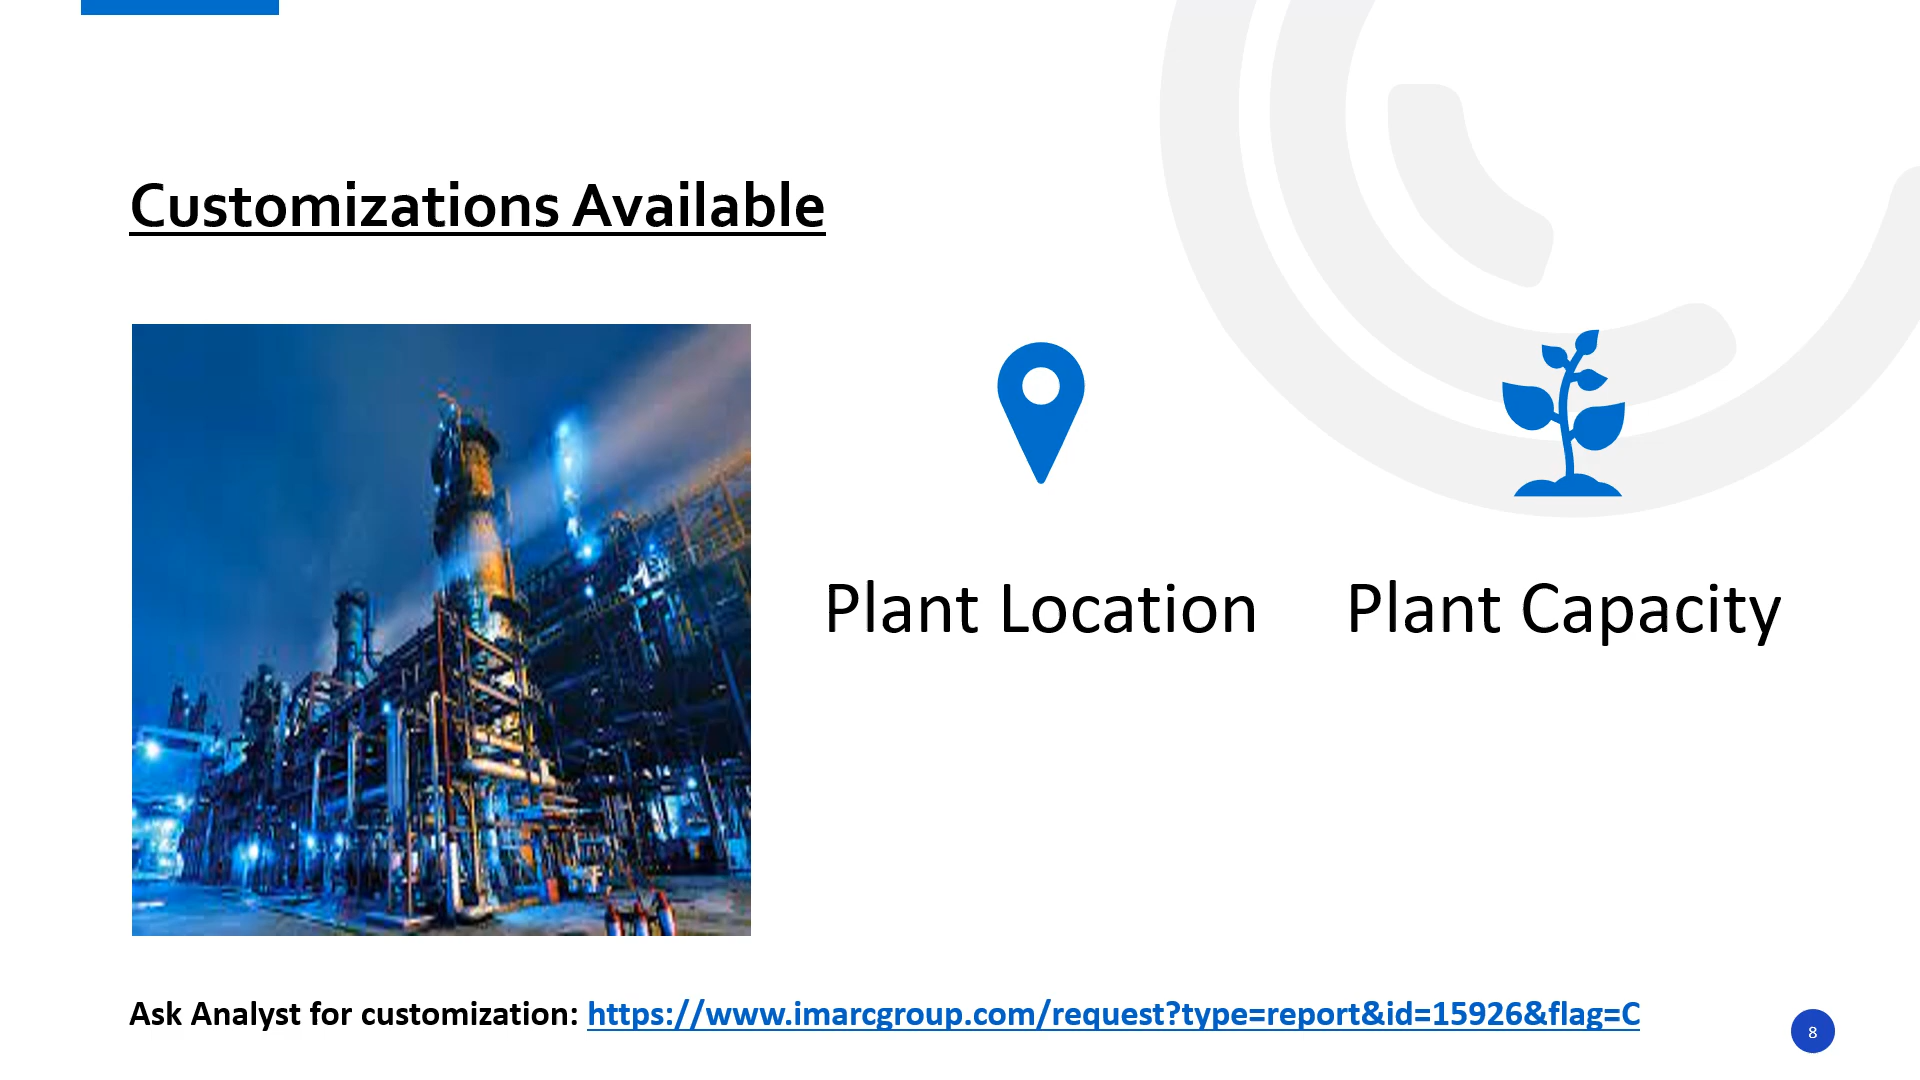 Customizations Available
Plant Location
Plant Capacity
Ask Analyst for customization: https://www.imarcgroup.com/request?type=report&id=15926&flag=C
8